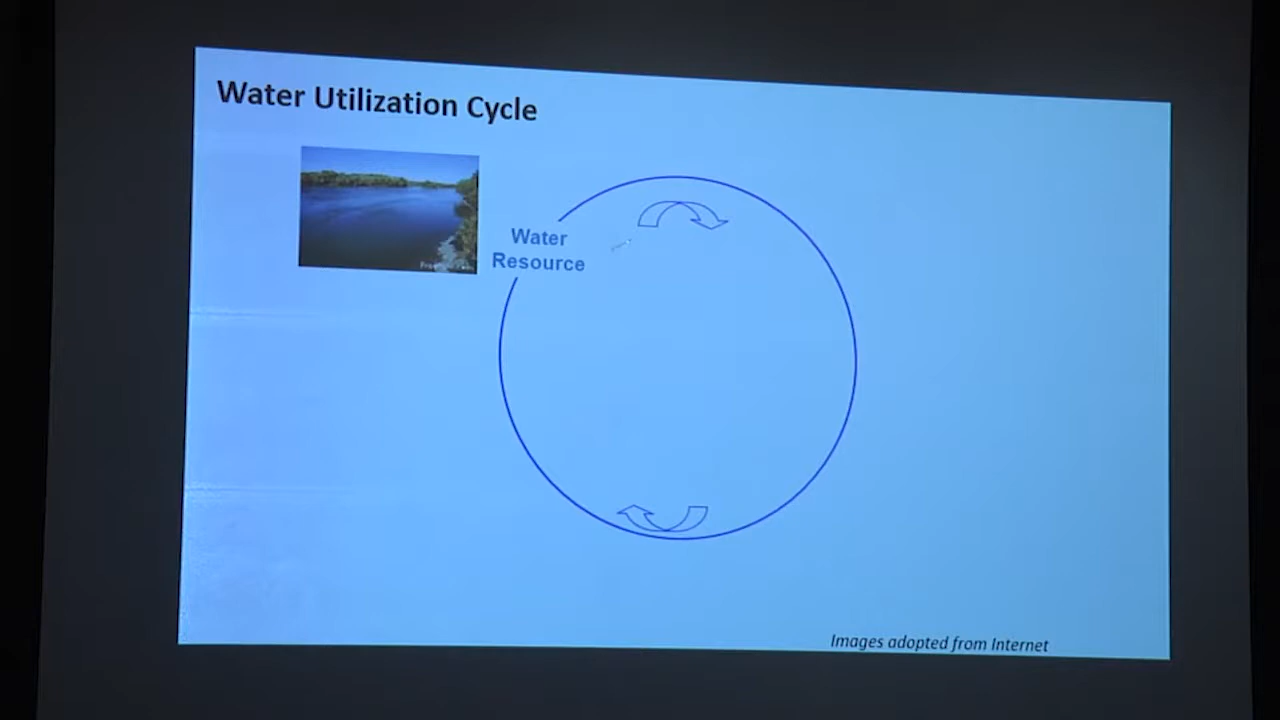 Water Utilization Cycle
Water
Resource
Images adopted from Internet